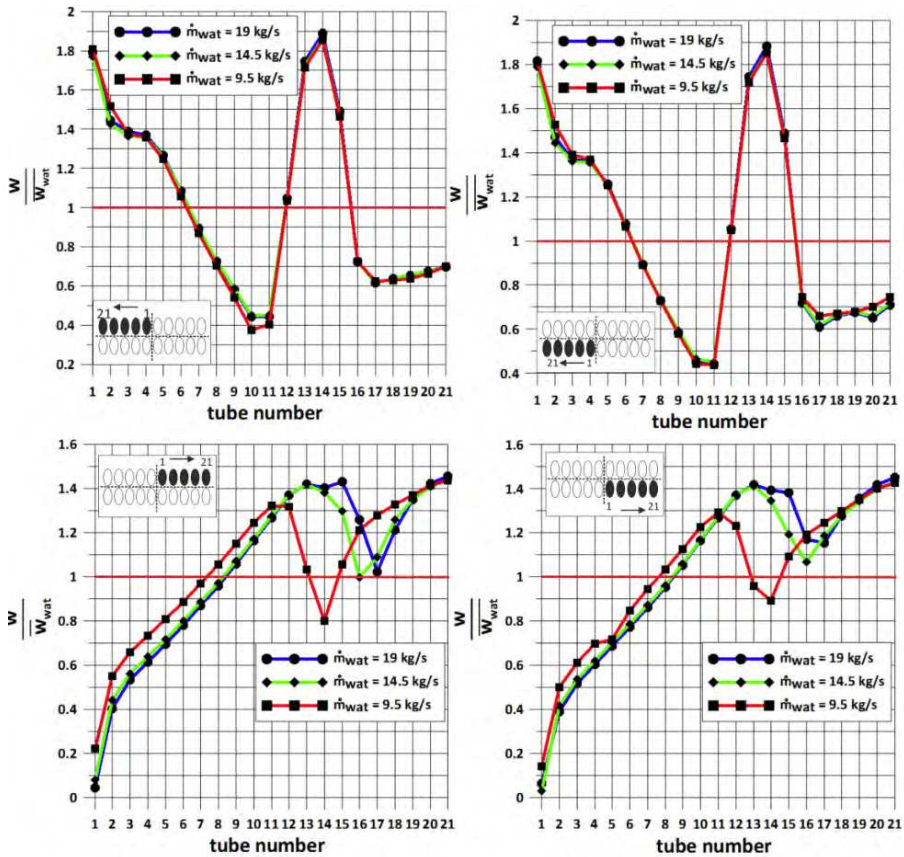 2
1.8
1.6
1.4
1.2
1
0.8
0.6
0.4
0.2
w
w̅wat
ṁwat = 19 kg/s
ṁwat = 14.5 kg/s
ṁwat = 9.5 kg/s
21 1
1 2 3 4 5 6 7 8 9 10 11 12 13 14 15 16 17 18 19 20 21
tube number
2
1.8
1.6
1.4
1.2
1
0.8
0.6
0.4
w
w̅wat
ṁwat = 19 kg/s
ṁwat = 14.5 kg/s
ṁwat = 9.5 kg/s
21 1
1 2 3 4 5 6 7 8 9 10 11 12 13 14 15 16 17 18 19 20 21
tube number
1.6
1.4
1.2
1
0.8
0.6
0.4
0.2
0
w
w̅wat
1 21
ṁwat = 19 kg/s
ṁwat = 14.5 kg/s
ṁwat = 9.5 kg/s
1 2 3 4 5 6 7 8 9 10 11 12 13 14 15 16 17 18 19 20 21
tube number
1.6
1.4
1.2
1
0.8
0.6
0.4
0.2
0
w
w̅wat
1 21
ṁwat = 19 kg/s
ṁwat = 14.5 kg/s
ṁwat = 9.5 kg/s
1 2 3 4 5 6 7 8 9 10 11 12 13 14 15 16 17 18 19 20 21
tube number